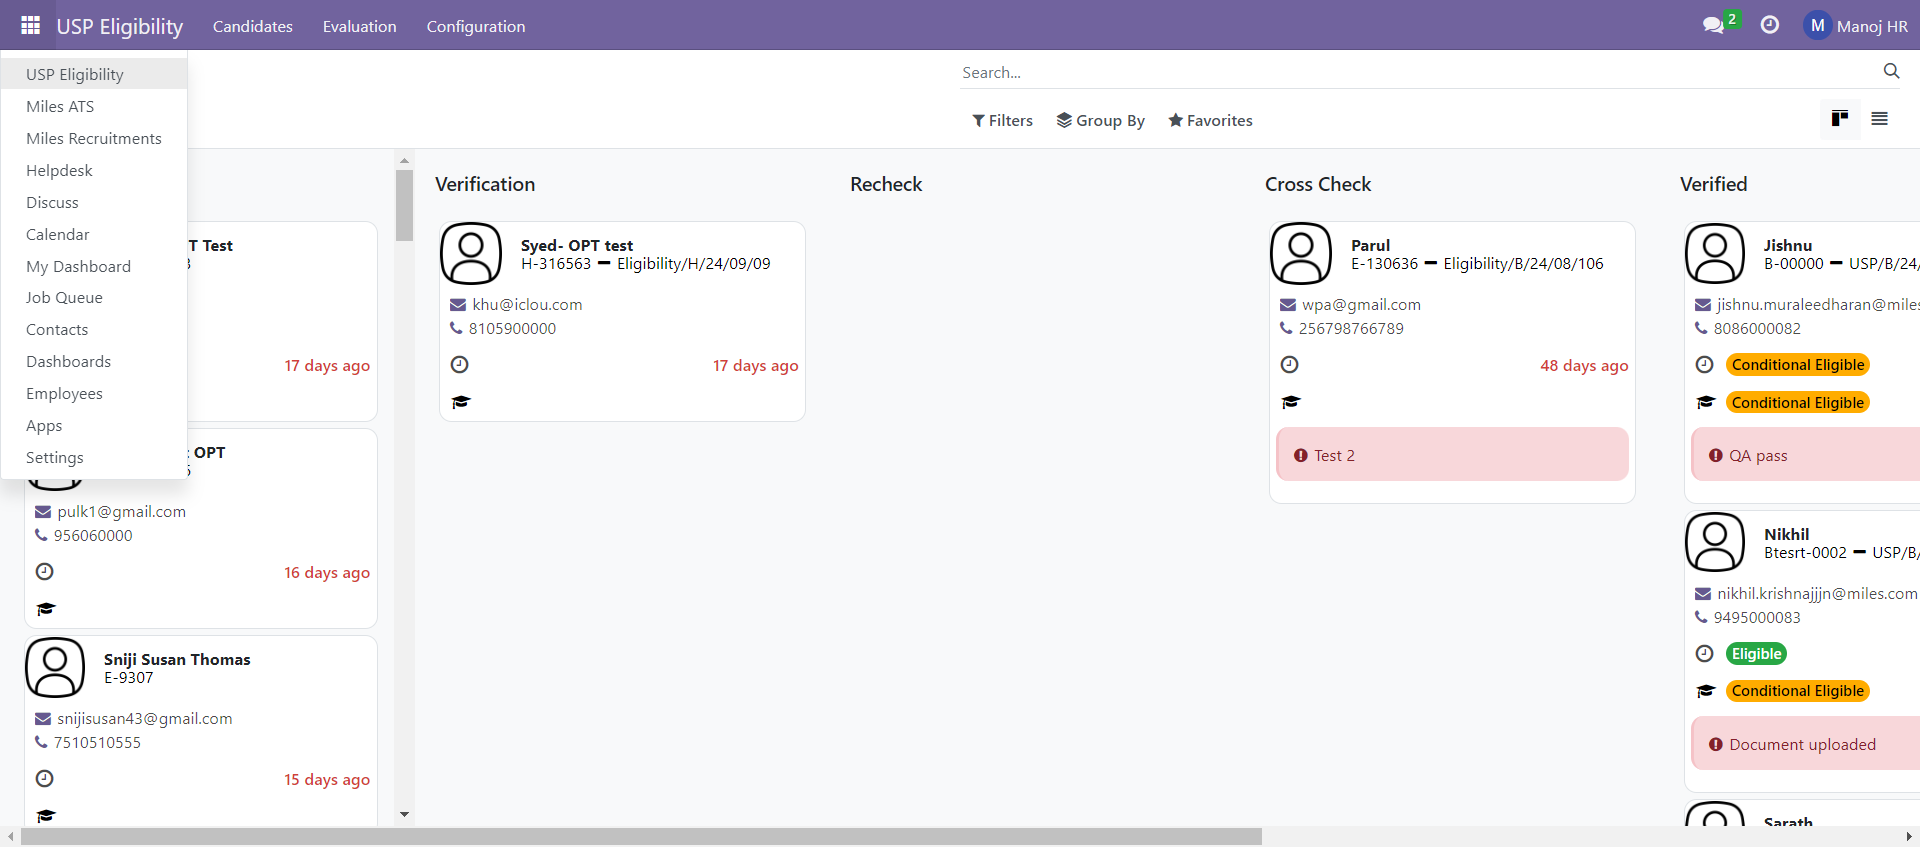 USP Eligibility Candidates Evaluation Configuration 2 M Manoj HR
USP Eligibility
Miles ATS
Miles Recruitments
Helpdesk
Discuss
Calendar
My Dashboard
Job Queue
Contacts
Dashboards
Employees
Apps
Settings
Search...
Filters Group By Favorites
T Test
17 days ago
OPT
pulk1@gmail.com
956060000
16 days ago
Sniji Susan Thomas
E-9307
snijisusan43@gmail.com
7510510555
15 days ago
Verification
Syed- OPT test
H-316563 — Eligibility/H/24/09/09
khu@iclou.com
8105900000
17 days ago
Recheck
Cross Check
Parul
E-130636 — Eligibility/B/24/08/106
wpa@gmail.com
256798766789
48 days ago
Test 2
Verified
Jishnu
B-00000 — USP/B/24/
jishnu.muraleedharan@miles
8086000082
Conditional Eligible
Conditional Eligible
QA pass
Nikhil
Btesrt-0002 — USP/B/
nikhil.krishnajjjn@miles.com
9495000083
Eligible
Conditional Eligible
Document uploaded
Sarath